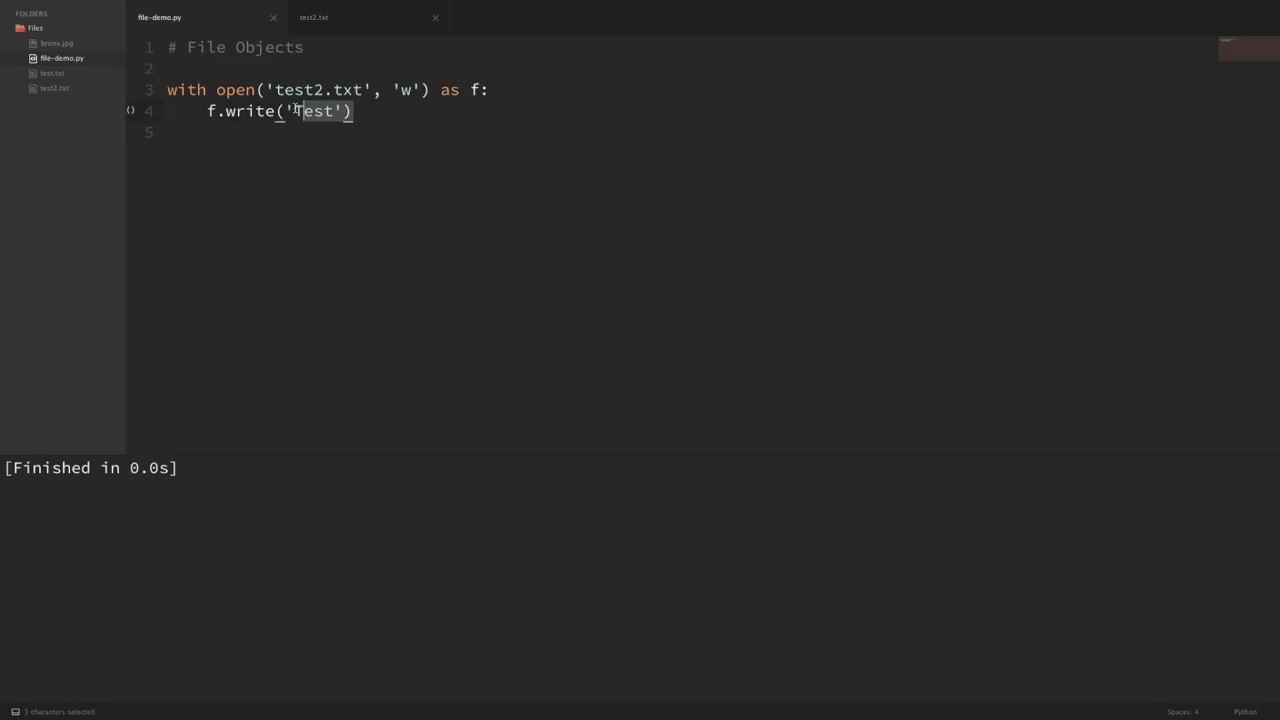 FOLDERS
Files
bronx.jpg
file-demo.py
test.txt
test2.txt
file-demo.py
test2.txt
1 # File Objects
2
3 with open('test2.txt', 'w') as f:
() 4 f.write('Test')
5
[Finished in 0.0s]
3 characters selected
Spaces: 4
Python